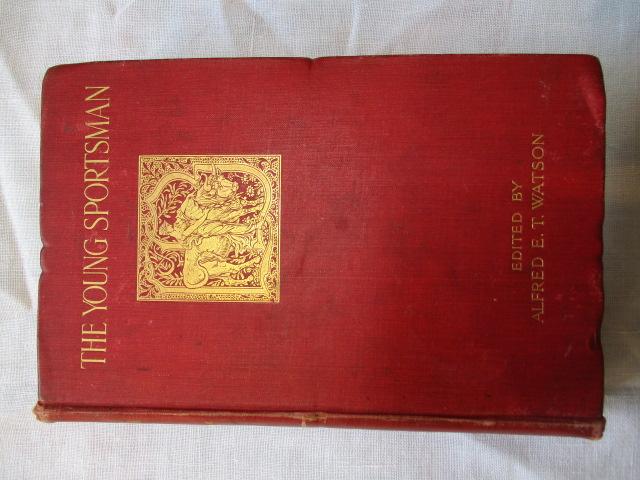 THE YOUNG SPORTSMAN
EDITED BY
ALFRED E. T. WATSON